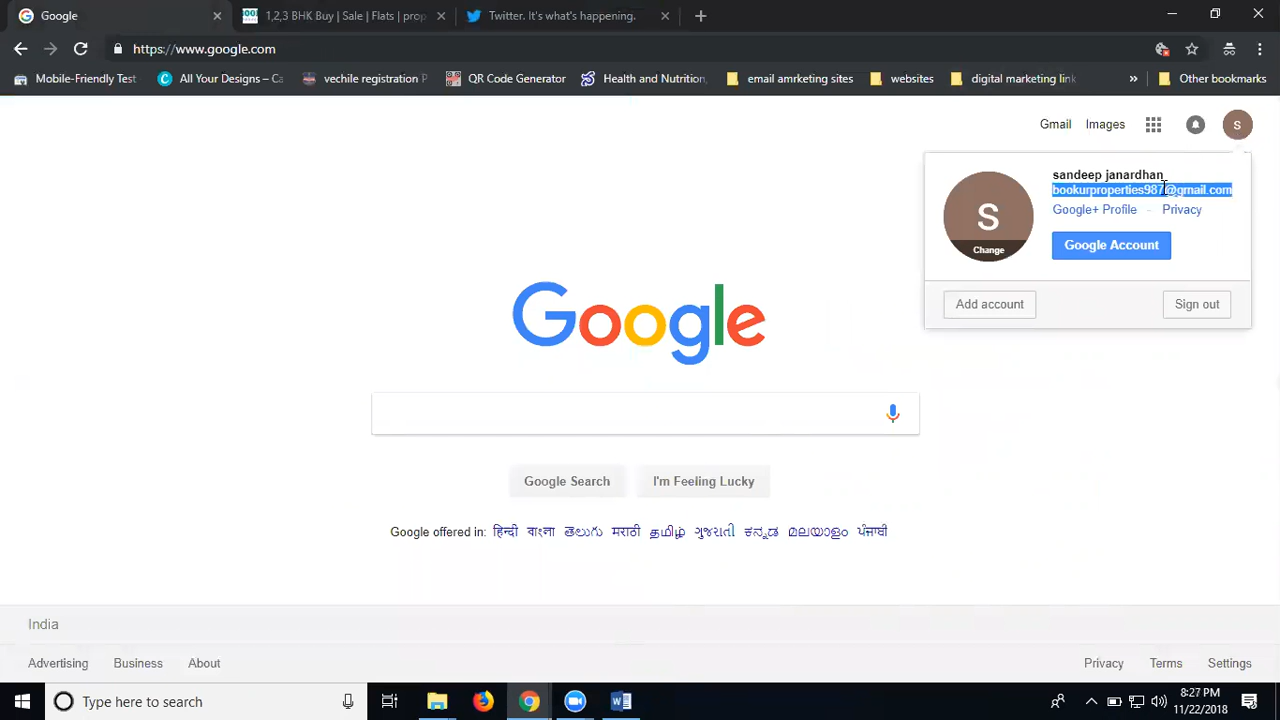 Google
1,2,3 BHK Buy | Sale | Flats | prop
Twitter. It's what's happening.
https://www.google.com
Mobile-Friendly Test
All Your Designs – Ca
vechile registration P
QR Code Generator
Health and Nutrition,
email amrketing sites
websites
digital marketing link
»
Other bookmarks
Gmail
Images
S
sandeep janardhan
bookurproperties987@gmail.com
Google+ Profile - Privacy
S
Change
Google Account
Add account
Sign out
Google
Google Search
I'm Feeling Lucky
Google offered in: हिन्दी বাংলা తెలుగు मराठी தமிழ் ગુજરાતી ಕನ್ನಡ മലയാളം ਪੰਜਾਬੀ
India
Advertising Business About
Privacy Terms Settings
Type here to search
8:27 PM
11/22/2018